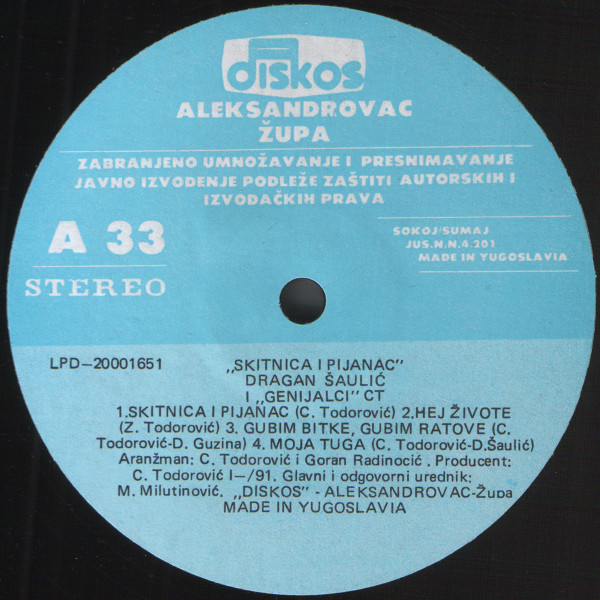 diskos
ALEKSANDROVAC
ŽUPA
ZABRANJENO UMNOŽAVANJE I PRESNIMAVANJE
JAVNO IZVOĐENJE PODLEŽE ZAŠTITI AUTORSKIH I
IZVOĐAČKIH PRAVA
A 33
STEREO
SOKOJ/SUMAJ
JUS.N.N.4.201
MADE IN YUGOSLAVIA
LPD-20001651
„SKITNICA I PIJANAC"
DRAGAN ŠAULIĆ
I „GENIJALCI" CT
1.SKITNICA I PIJANAC (C. Todorović) 2.HEJ ŽIVOTE
(Z. Todorović) 3. GUBIM BITKE, GUBIM RATOVE (C.
Todorović-D. Guzina) 4. MOJA TUGA (C. Todorović-D.Šaulić)
Aranžman: C. Todorović i Goran Radinocić . Producent:
C. Todorović I-/91. Glavni i odgovorni urednik:
M. Milutinović. „DISKOS" - ALEKSANDROVAC-Župa
MADE IN YUGOSLAVIA